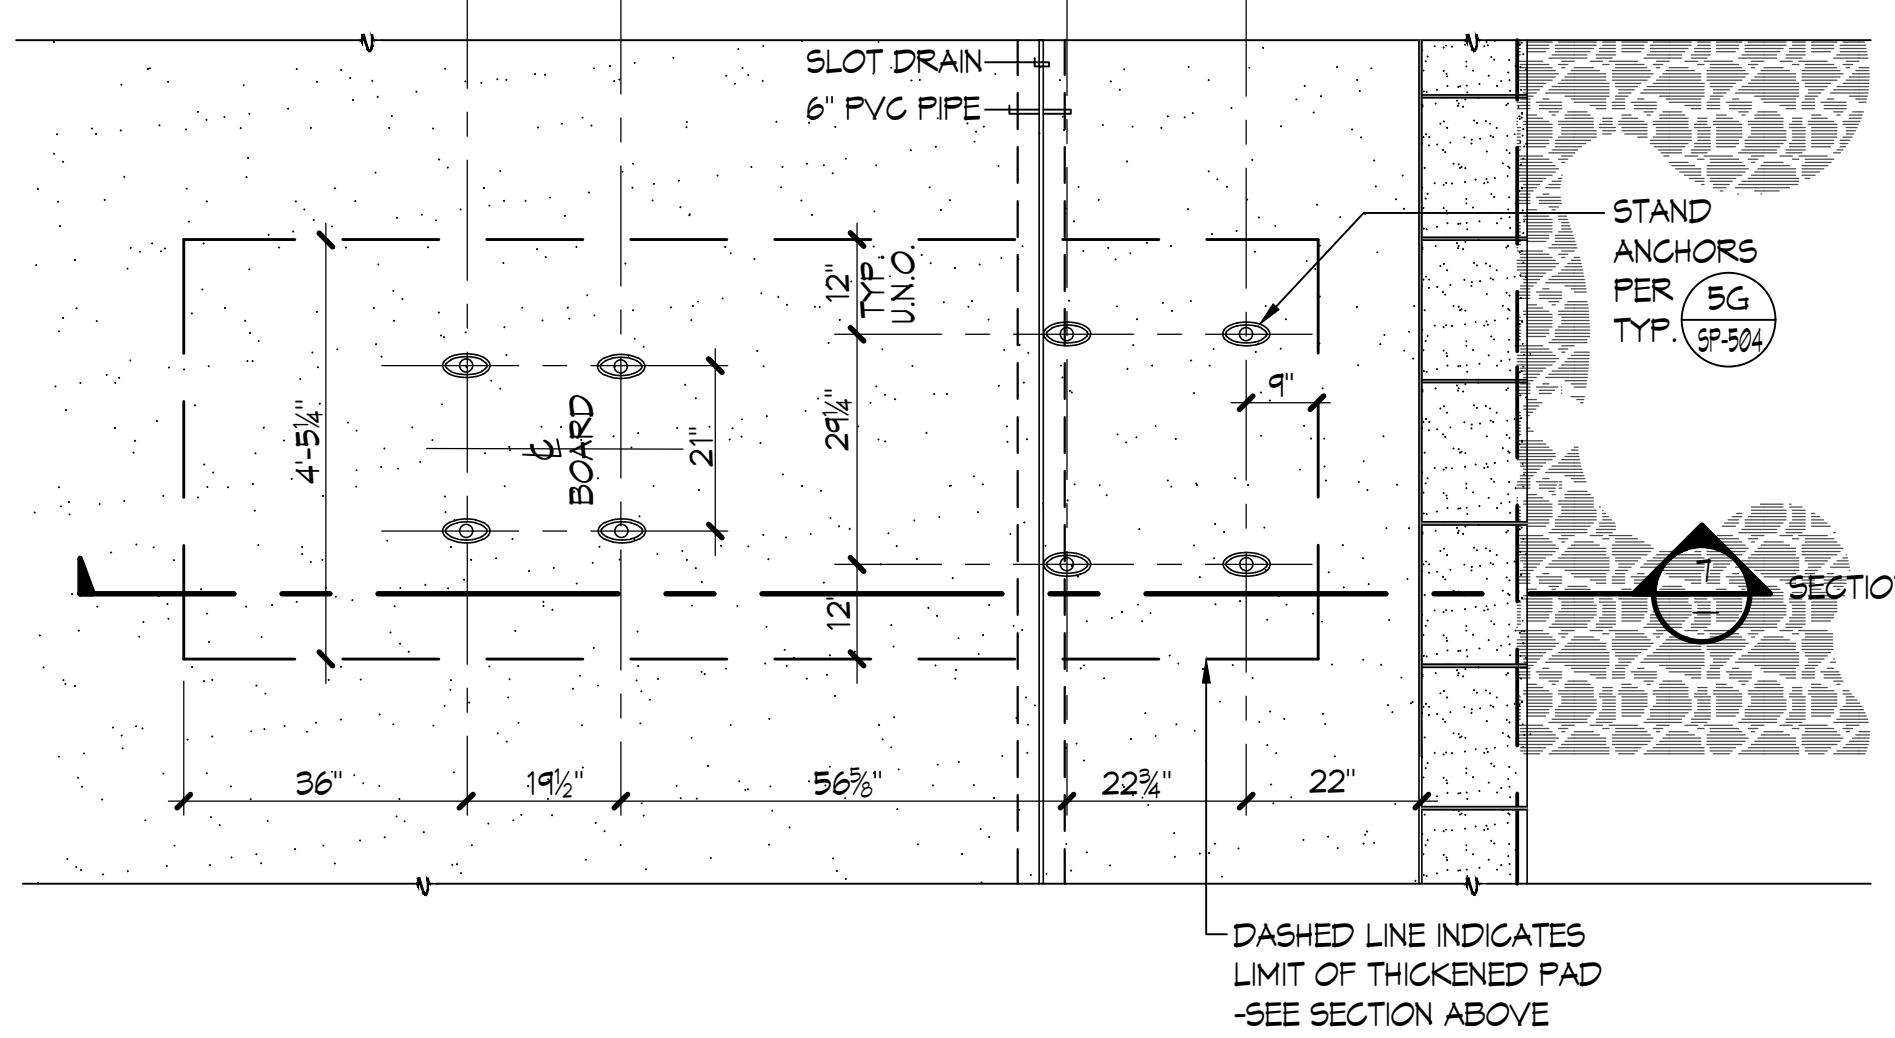 SLOT DRAIN
6" PVC PIPE
STAND
ANCHORS
PER
TYP.
5G
SP-504
12"
TYP.
U.N.O.
9"
4'-5¼"
℄
BOARD
21"
29¼"
12"
7
36"
19½"
56⅝"
22¾"
22"
DASHED LINE INDICATES
LIMIT OF THICKENED PAD
-SEE SECTION ABOVE